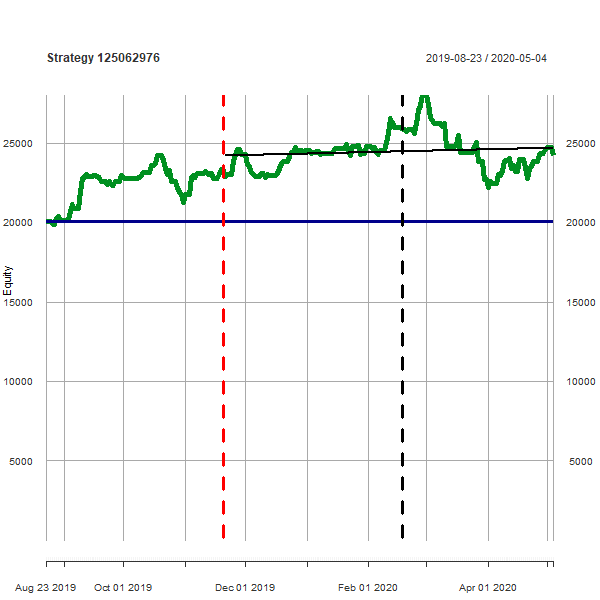 Strategy 125062976
2019-08-23 / 2020-05-04
25000
25000
20000
20000
Equity
15000
15000
10000
10000
5000
5000
Aug 23 2019
Oct 01 2019
Dec 01 2019
Feb 01 2020
Apr 01 2020